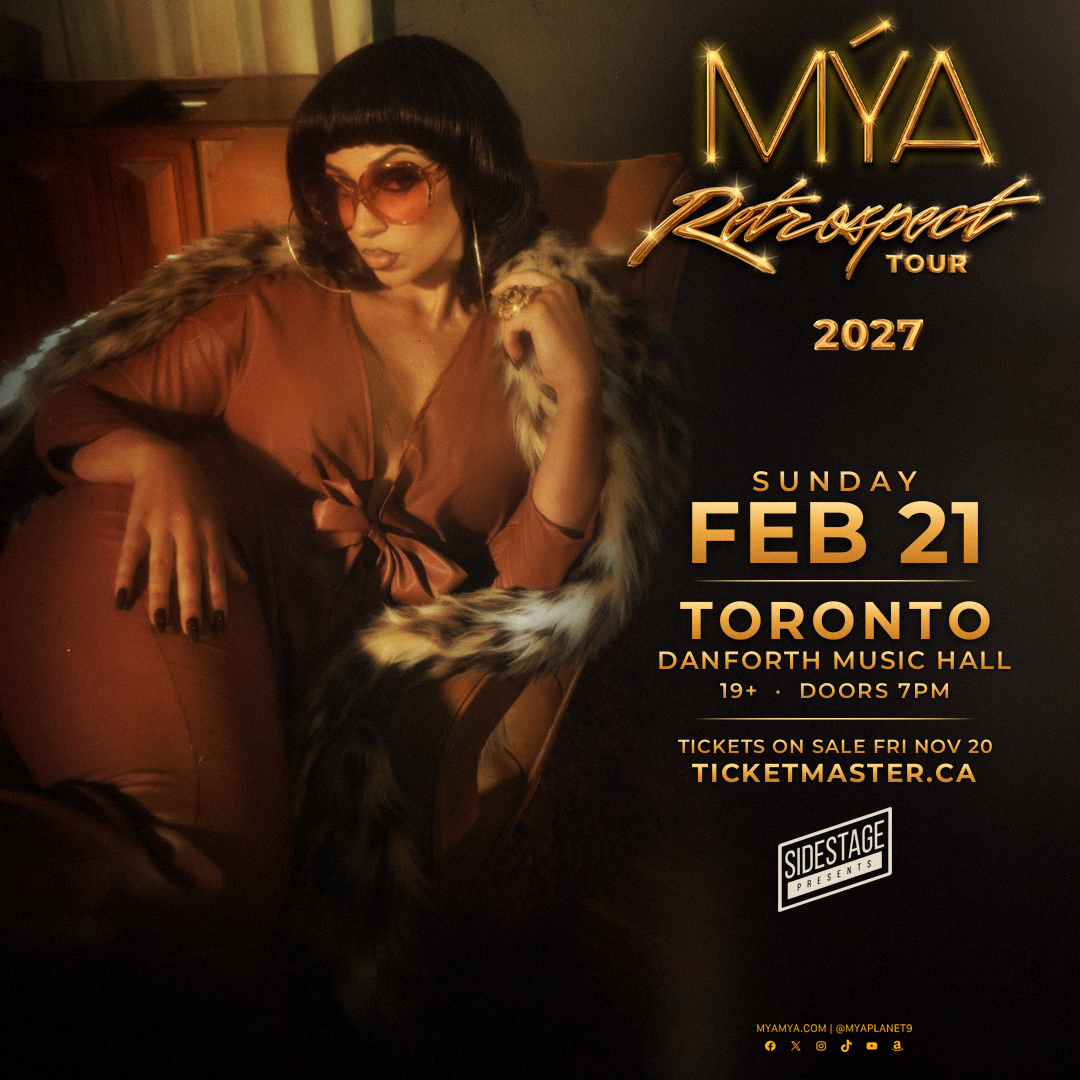 MÝA
Retrospect
TOUR
2027
SUNDAY
FEB 21
TORONTO
DANFORTH MUSIC HALL
19+ · DOORS 7PM
TICKETS ON SALE FRI NOV 20
TICKETMASTER.CA
SIDESTAGE
PRESENTS
MYAMYA.COM | @MYAPLANET9